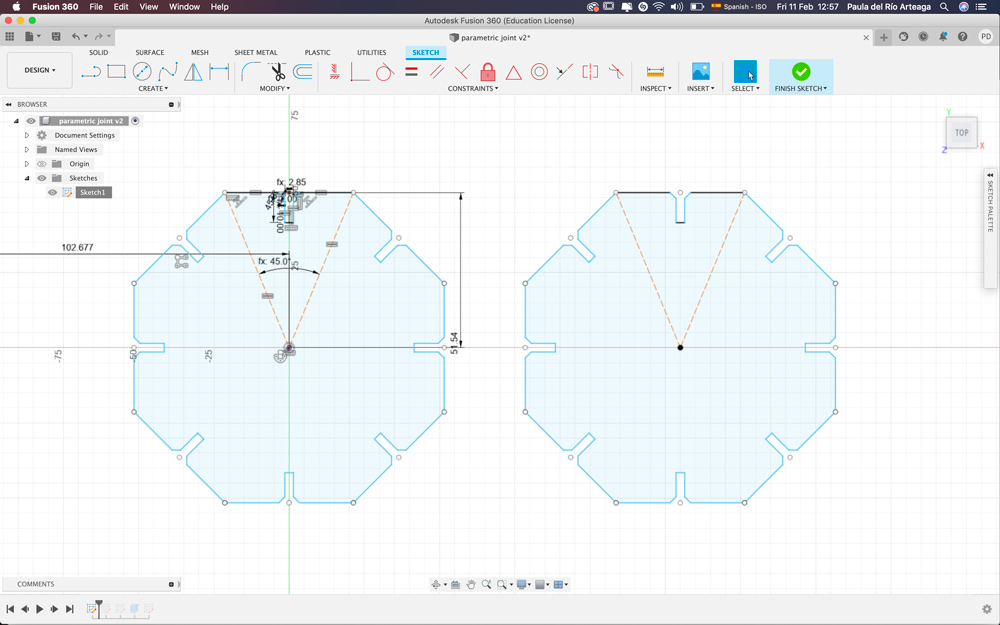 Fusion 360 File Edit View Window Help
Spanish - ISO Fri 11 Feb 12:57 Paula del Río Arteaga
Autodesk Fusion 360 (Education License)
parametric joint v2*
PD
SOLID SURFACE MESH SHEET METAL PLASTIC UTILITIES SKETCH
DESIGN
CREATE MODIFY CONSTRAINTS INSPECT INSERT SELECT FINISH SKETCH
BROWSER
parametric joint v2
Document Settings
Named Views
Origin
Sketches
Sketch1
75
Y
TOP
X
Z
SKETCH PALETTE
fx: 2.85
10.00
102.677
fx: 45.0°
25
51.54
-75
-50
-25
COMMENTS